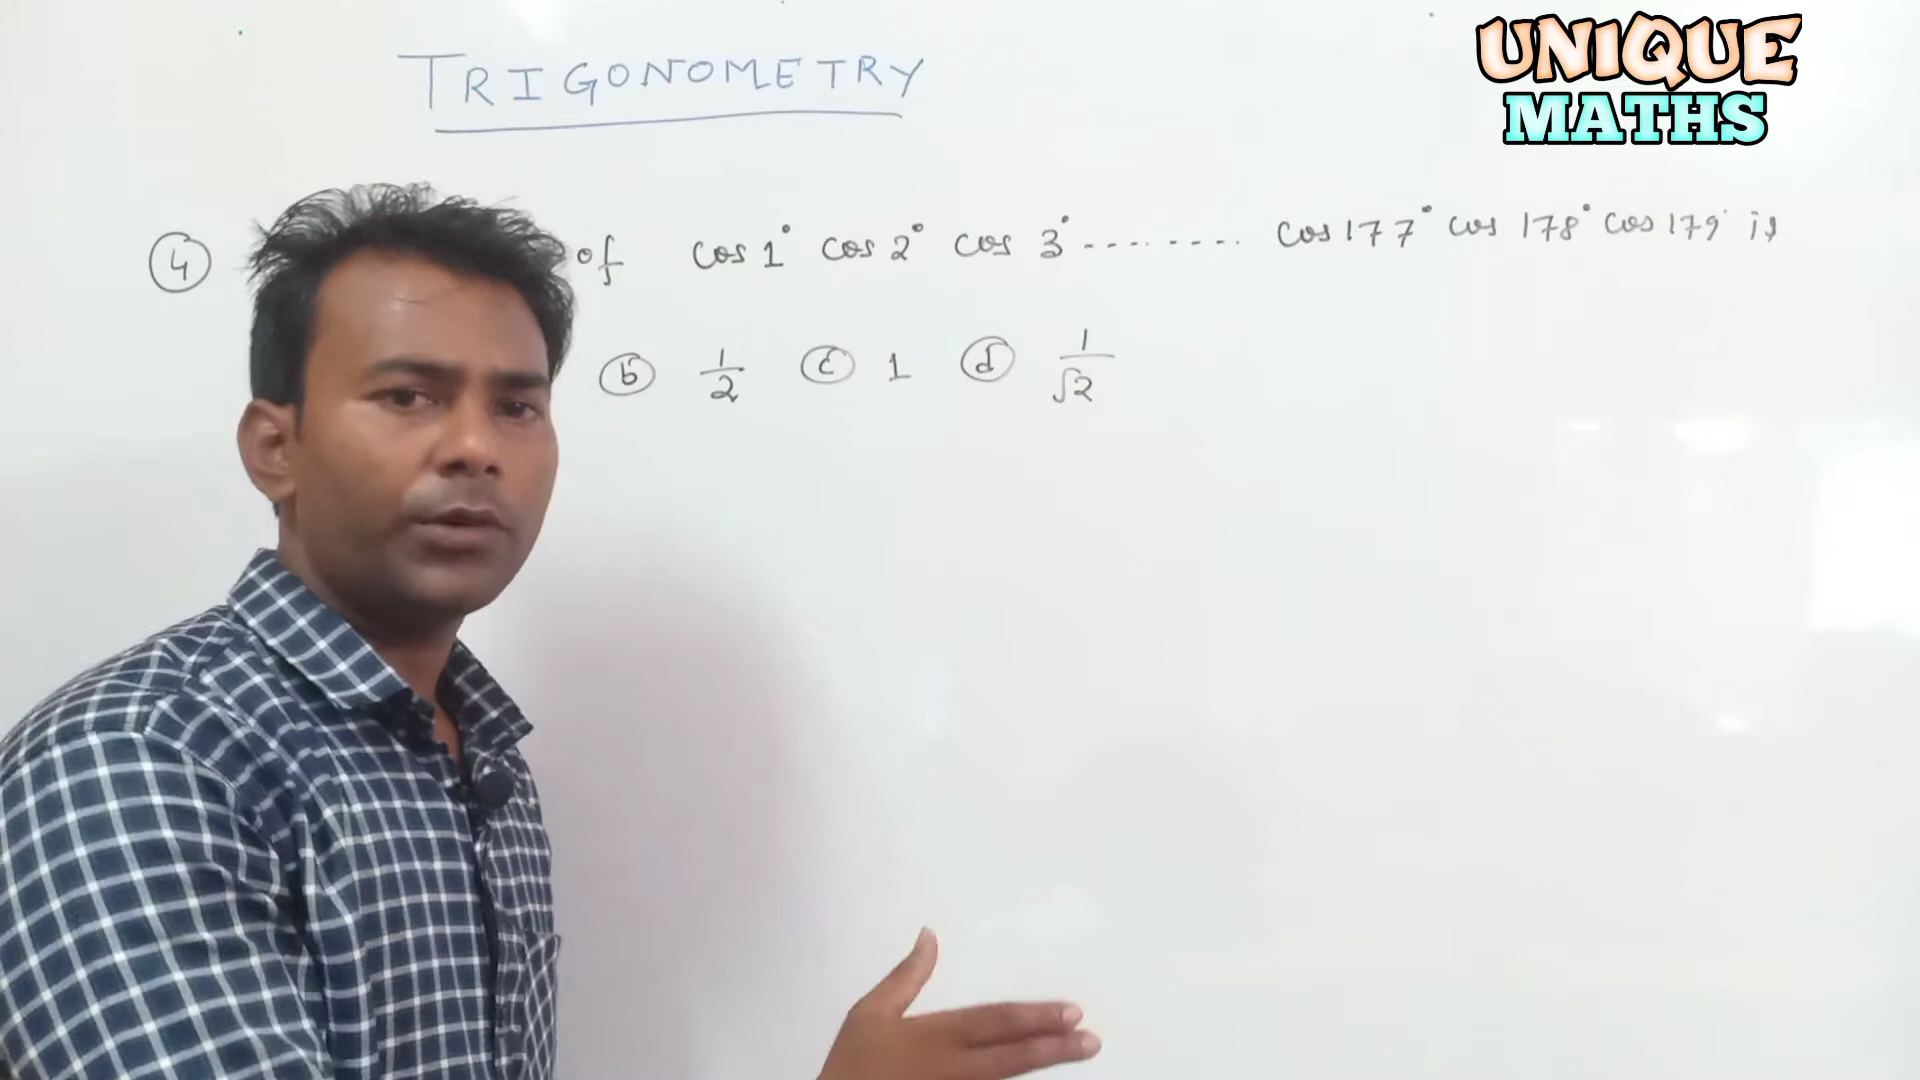 TRIGONOMETRY
UNIQUE
MATHS
4 of cos 1° cos 2° cos 3° -------- cos 177° cos 178° cos 179° is
b 1/2 c 1 d 1/√2